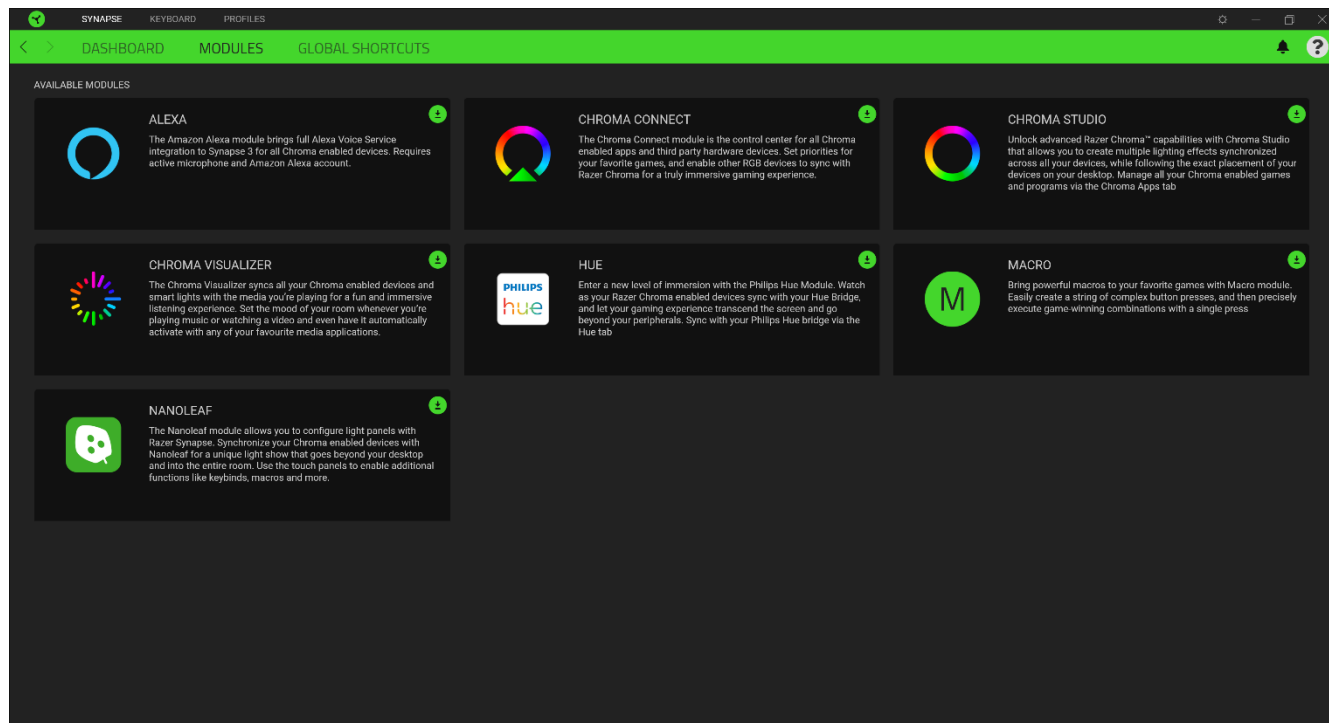 SYNAPSE KEYBOARD PROFILES
DASHBOARD MODULES GLOBAL SHORTCUTS
?
AVAILABLE MODULES
ALEXA
The Amazon Alexa module brings full Alexa Voice Service
integration to Synapse 3 for all Chroma enabled devices. Requires
active microphone and Amazon Alexa account.
CHROMA CONNECT
The Chroma Connect module is the control center for all Chroma
enabled apps and third party hardware devices. Set priorities for
your favorite games, and enable other RGB devices to sync with
Razer Chroma for a truly immersive gaming experience.
CHROMA STUDIO
Unlock advanced Razer Chroma™ capabilities with Chroma Studio
that allows you to create multiple lighting effects synchronized
across all your devices, while following the exact placement of your
devices on your desktop. Manage all your Chroma enabled games
and programs via the Chroma Apps tab
CHROMA VISUALIZER
The Chroma Visualizer syncs all your Chroma enabled devices and
smart lights with the media you're playing for a fun and immersive
listening experience. Set the mood of your room whenever you're
playing music or watching a video and even have it automatically
activate with any of your favourite media applications.
PHILIPS
hue
HUE
Enter a new level of immersion with the Philips Hue Module. Watch
as your Razer Chroma enabled devices sync with your Hue Bridge,
and let your gaming experience transcend the screen and go
beyond your peripherals. Sync with your Philips Hue bridge via the
Hue tab
M
MACRO
Bring powerful macros to your favorite games with Macro module.
Easily create a string of complex button presses, and then precisely
execute game-winning combinations with a single press
NANOLEAF
The Nanoleaf module allows you to configure light panels with
Razer Synapse. Synchronize your Chroma enabled devices with
Nanoleaf for a unique light show that goes beyond your desktop
and into the entire room. Use the touch panels to enable additional
functions like keybinds, macros and more.